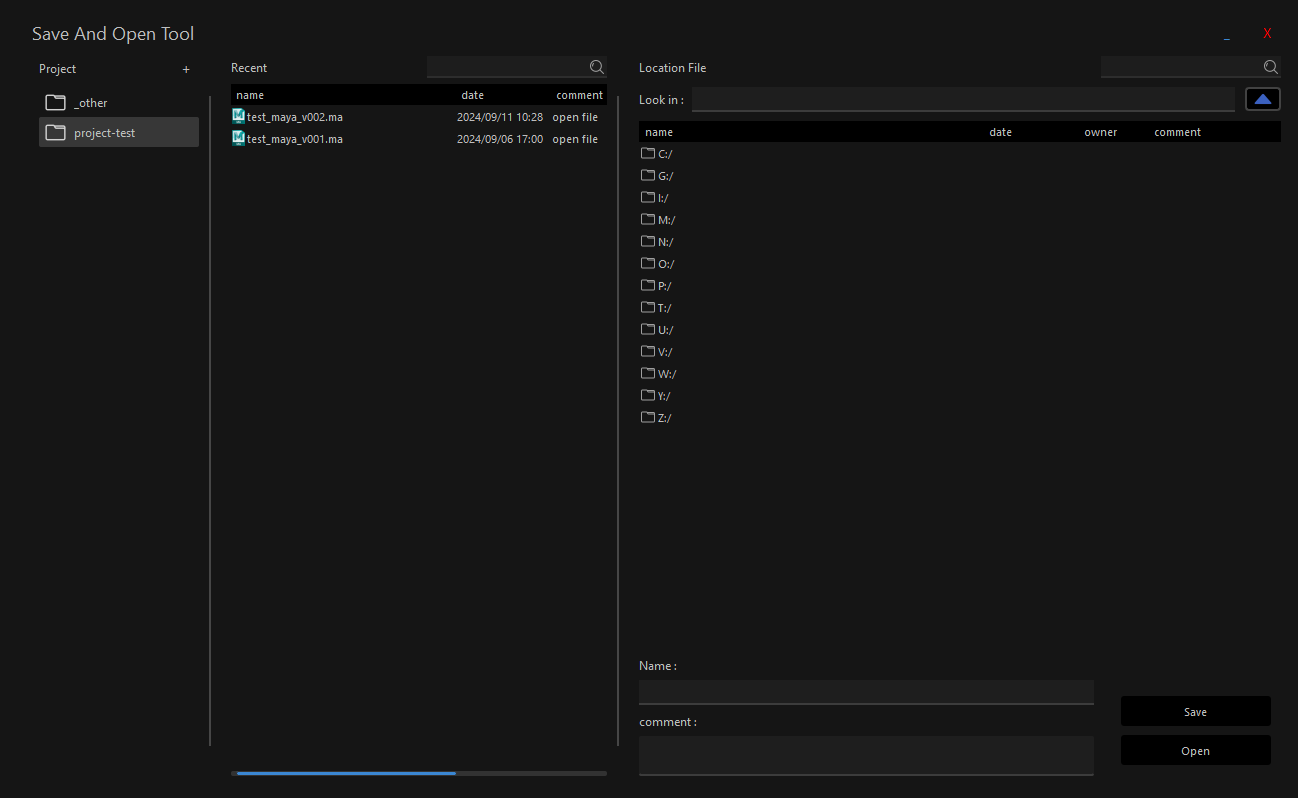 Save And Open Tool
_ X
Project +
_other
project-test
Recent
name date comment
test_maya_v002.ma 2024/09/11 10:28 open file
test_maya_v001.ma 2024/09/06 17:00 open file
Location File
Look in :
name date owner comment
C:/
G:/
I:/
M:/
N:/
O:/
P:/
T:/
U:/
V:/
W:/
Y:/
Z:/
Name :
comment :
Save
Open